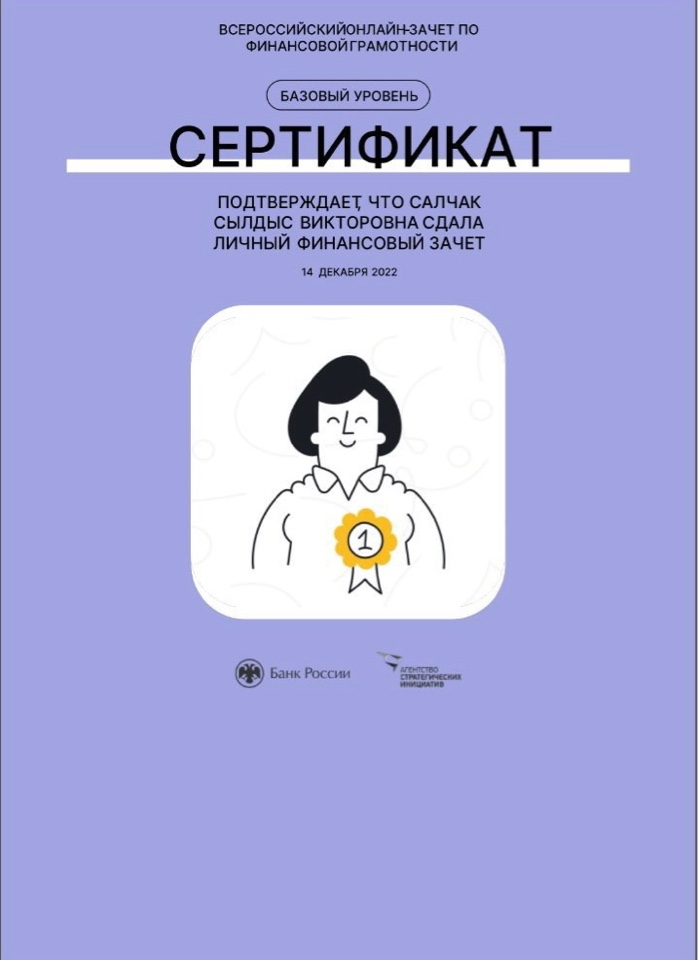 ВСЕРОССИЙСКИЙОНЛАЙН-ЗАЧЕТ ПО
ФИНАНСОВОЙГРАМОТНОСТИ
БАЗОВЫЙ УРОВЕНЬ
СЕРТИФИКАТ
ПОДТВЕРЖДАЕТ, ЧТО САЛЧАК
СЫЛДЫС ВИКТОРОВНА СДАЛА
ЛИЧНЫЙ ФИНАНСОВЫЙ ЗАЧЕТ
14 ДЕКАБРЯ 2022
1
Банк России
АГЕНТСТВО
СТРАТЕГИЧЕСКИХ
ИНИЦИАТИВ